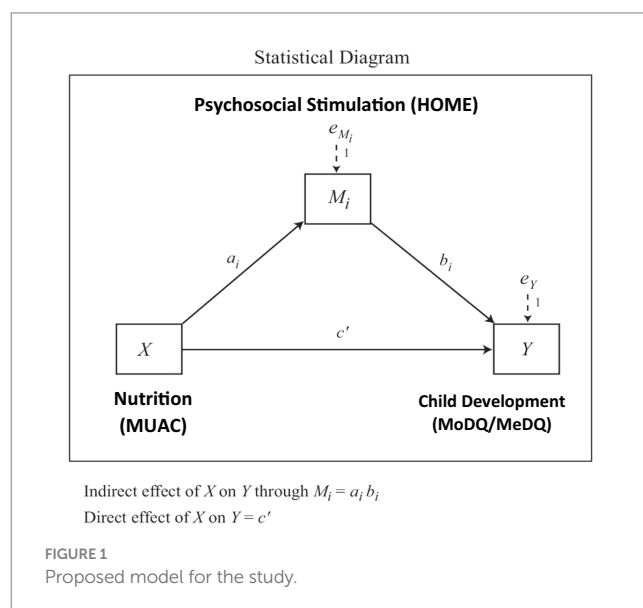 Statistical Diagram
Psychosocial Stimulation (HOME)
e_{M_i}
1
M_i
a_i
b_i
e_Y
1
X
c'
Y
Nutrition
(MUAC)
Child Development
(MoDQ/MeDQ)
Indirect effect of X on Y through M_i = a_i b_i
Direct effect of X on Y = c'
FIGURE 1
Proposed model for the study.